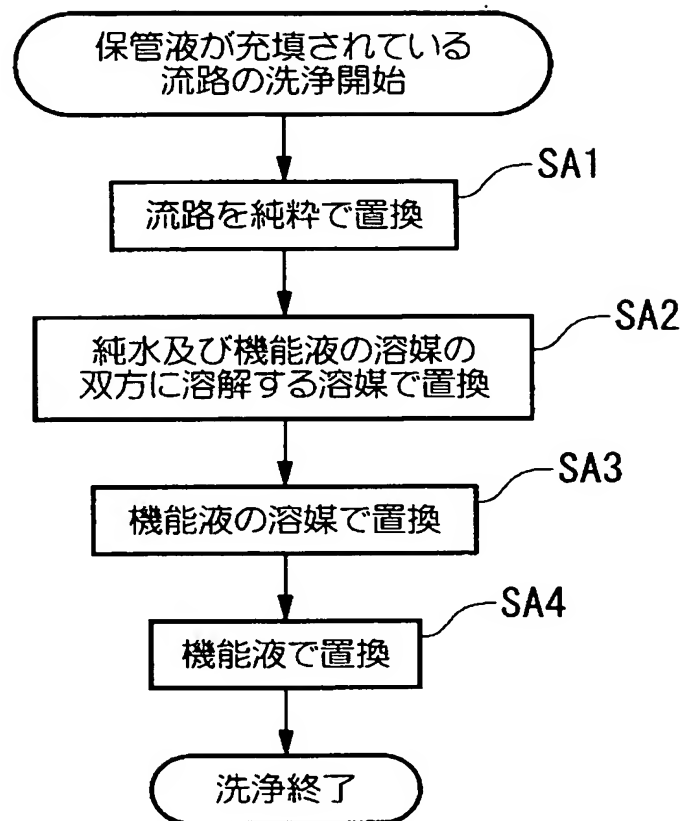 保管液が充填されている
流路の洗浄開始
SA1
流路を純粋で置換
SA2
純水及び機能液の溶媒の
双方に溶解する溶媒で置換
SA3
機能液の溶媒で置換
SA4
機能液で置換
洗浄終了